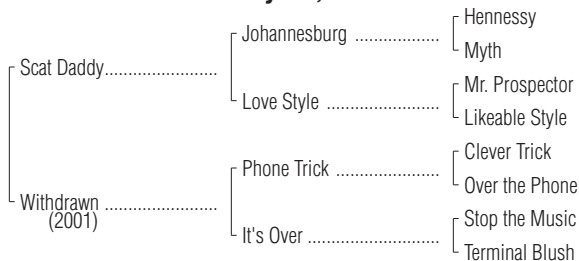 Hennessy
Johannesburg ..................
Myth
Scat Daddy........................
Mr. Prospector
Love Style ........................
Likeable Style
Clever Trick
Phone Trick ......................
Over the Phone
Withdrawn ........................
(2001)
Stop the Music
It's Over ............................
Terminal Blush